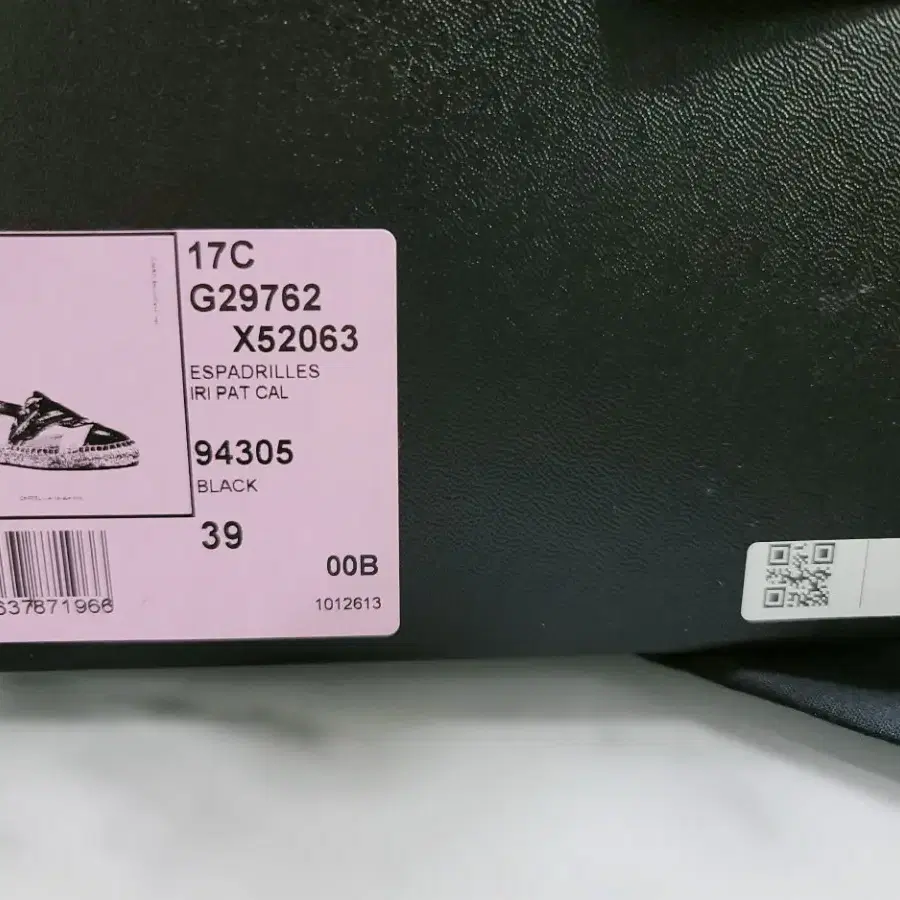 17C
G29762
X52063
ESPADRILLES
IRI PAT CAL
94305
BLACK
39
00B
637871966
1012613